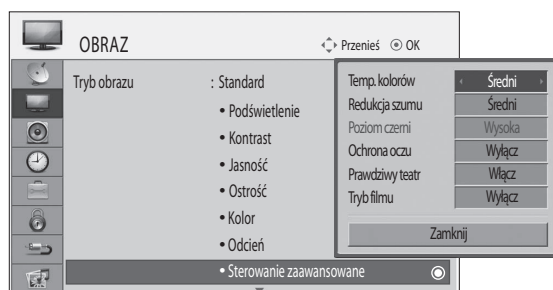 OBRAZ
Przenieś OK
Tryb obrazu : Standard
• Podświetlenie
• Kontrast
• Jasność
• Ostrość
• Kolor
• Odcień
• Sterowanie zaawansowane
Temp. kolorów Średni
Redukcja szumu Średni
Poziom czerni Wysoka
Ochrona oczu Wyłącz
Prawdziwy teatr Włącz
Tryb filmu Wyłącz
Zamknij